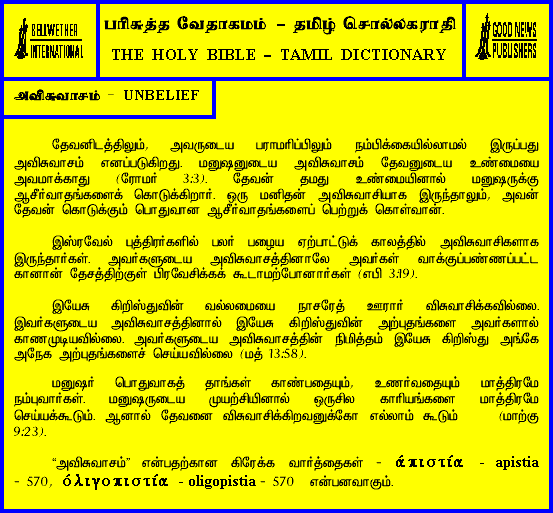 BELLWETHER
INTERNATIONAL
பரிசுத்த வேதாகமம் – தமிழ் சொல்லகராதி
THE HOLY BIBLE – TAMIL DICTIONARY
GOOD NEWS
PUBLISHERS
அவிசுவாசம் – UNBELIEF
தேவனிடத்திலும், அவருடைய பராமரிப்பிலும் நம்பிக்கையில்லாமல் இருப்பது
அவிசுவாசம் எனப்படுகிறது. மனுஷனுடைய அவிசுவாசம் தேவனுடைய உண்மையை
அவமாக்காது (ரோமர் 3:3). தேவன் தமது உண்மையினால் மனுஷருக்கு
ஆசீர்வாதங்களைக் கொடுக்கிறார். ஒரு மனிதன் அவிசுவாசியாக இருந்தாலும், அவன்
தேவன் கொடுக்கும் பொதுவான ஆசீர்வாதங்களைப் பெற்றுக் கொள்வான்.
இஸ்ரவேல் புத்திரர்களில் பலர் பழைய ஏற்பாட்டுக் காலத்தில் அவிசுவாசிகளாக
இருந்தார்கள். அவர்களுடைய அவிசுவாசத்தினாலே அவர்கள் வாக்குப்பண்ணப்பட்ட
கானான் தேசத்திற்குள் பிரவேசிக்கக் கூடாமற்போனார்கள் (எபி 3:19).
இயேசு கிறிஸ்துவின் வல்லமையை நாசரேத் ஊரார் விசுவாசிக்கவில்லை.
இவர்களுடைய அவிசுவாசத்தினால் இயேசு கிறிஸ்துவின் அற்புதங்களை அவர்களால்
காணமுடியவில்லை. அவர்களுடைய அவிசுவாசத்தின் நிமித்தம் இயேசு கிறிஸ்து அங்கே
அநேக அற்புதங்களைச் செய்யவில்லை (மத் 13:58).
மனுஷர் பொதுவாகத் தாங்கள் காண்பதையும், உணர்வதையும் மாத்திரமே
நம்புவார்கள். மனுஷருடைய முயற்சியினால் ஒருசில காரியங்களை மாத்திரமே
செய்யக்கூடும். ஆனால் தேவனை விசுவாசிக்கிறவனுக்கோ எல்லாம் கூடும் (மாற்கு
9:23).
“அவிசுவாசம்” என்பதற்கான கிரேக்க வார்த்தைகள் - ἀπιστία - apistia
- 570, ὀλιγοπιστία - oligopistia - 570 என்பனவாகும்.